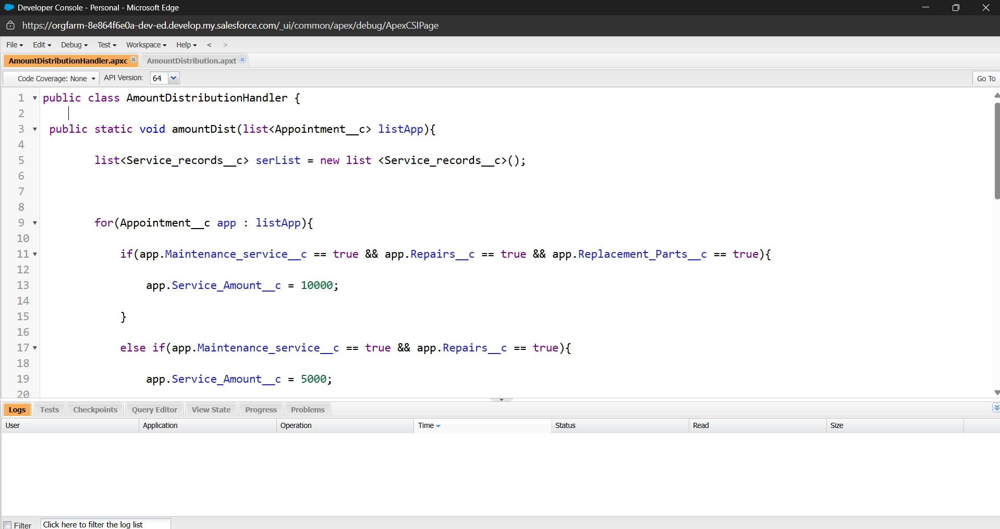 Developer Console - Personal - Microsoft Edge
https://orgfarm-8e864f6e0a-dev-ed.develop.my.salesforce.com/_ui/common/apex/debug/ApexCSIPage
File Edit Debug Test Workspace Help < >
AmountDistributionHandler.apxc AmountDistribution.apxt
Code Coverage: None API Version: 64 Go To
1 public class AmountDistributionHandler {
2
3 public static void amountDist(list<Appointment__c> listApp){
4
5 list<Service_records__c> serList = new list <Service_records__c>();
6
7
8
9 for(Appointment__c app : listApp){
10
11 if(app.Maintenance_service__c == true && app.Repairs__c == true && app.Replacement_Parts__c == true){
12
13 app.Service_Amount__c = 10000;
14
15 }
16
17 else if(app.Maintenance_service__c == true && app.Repairs__c == true){
18
19 app.Service_Amount__c = 5000;
20
Logs Tests Checkpoints Query Editor View State Progress Problems
User Application Operation Time Status Read Size
Filter Click here to filter the log list